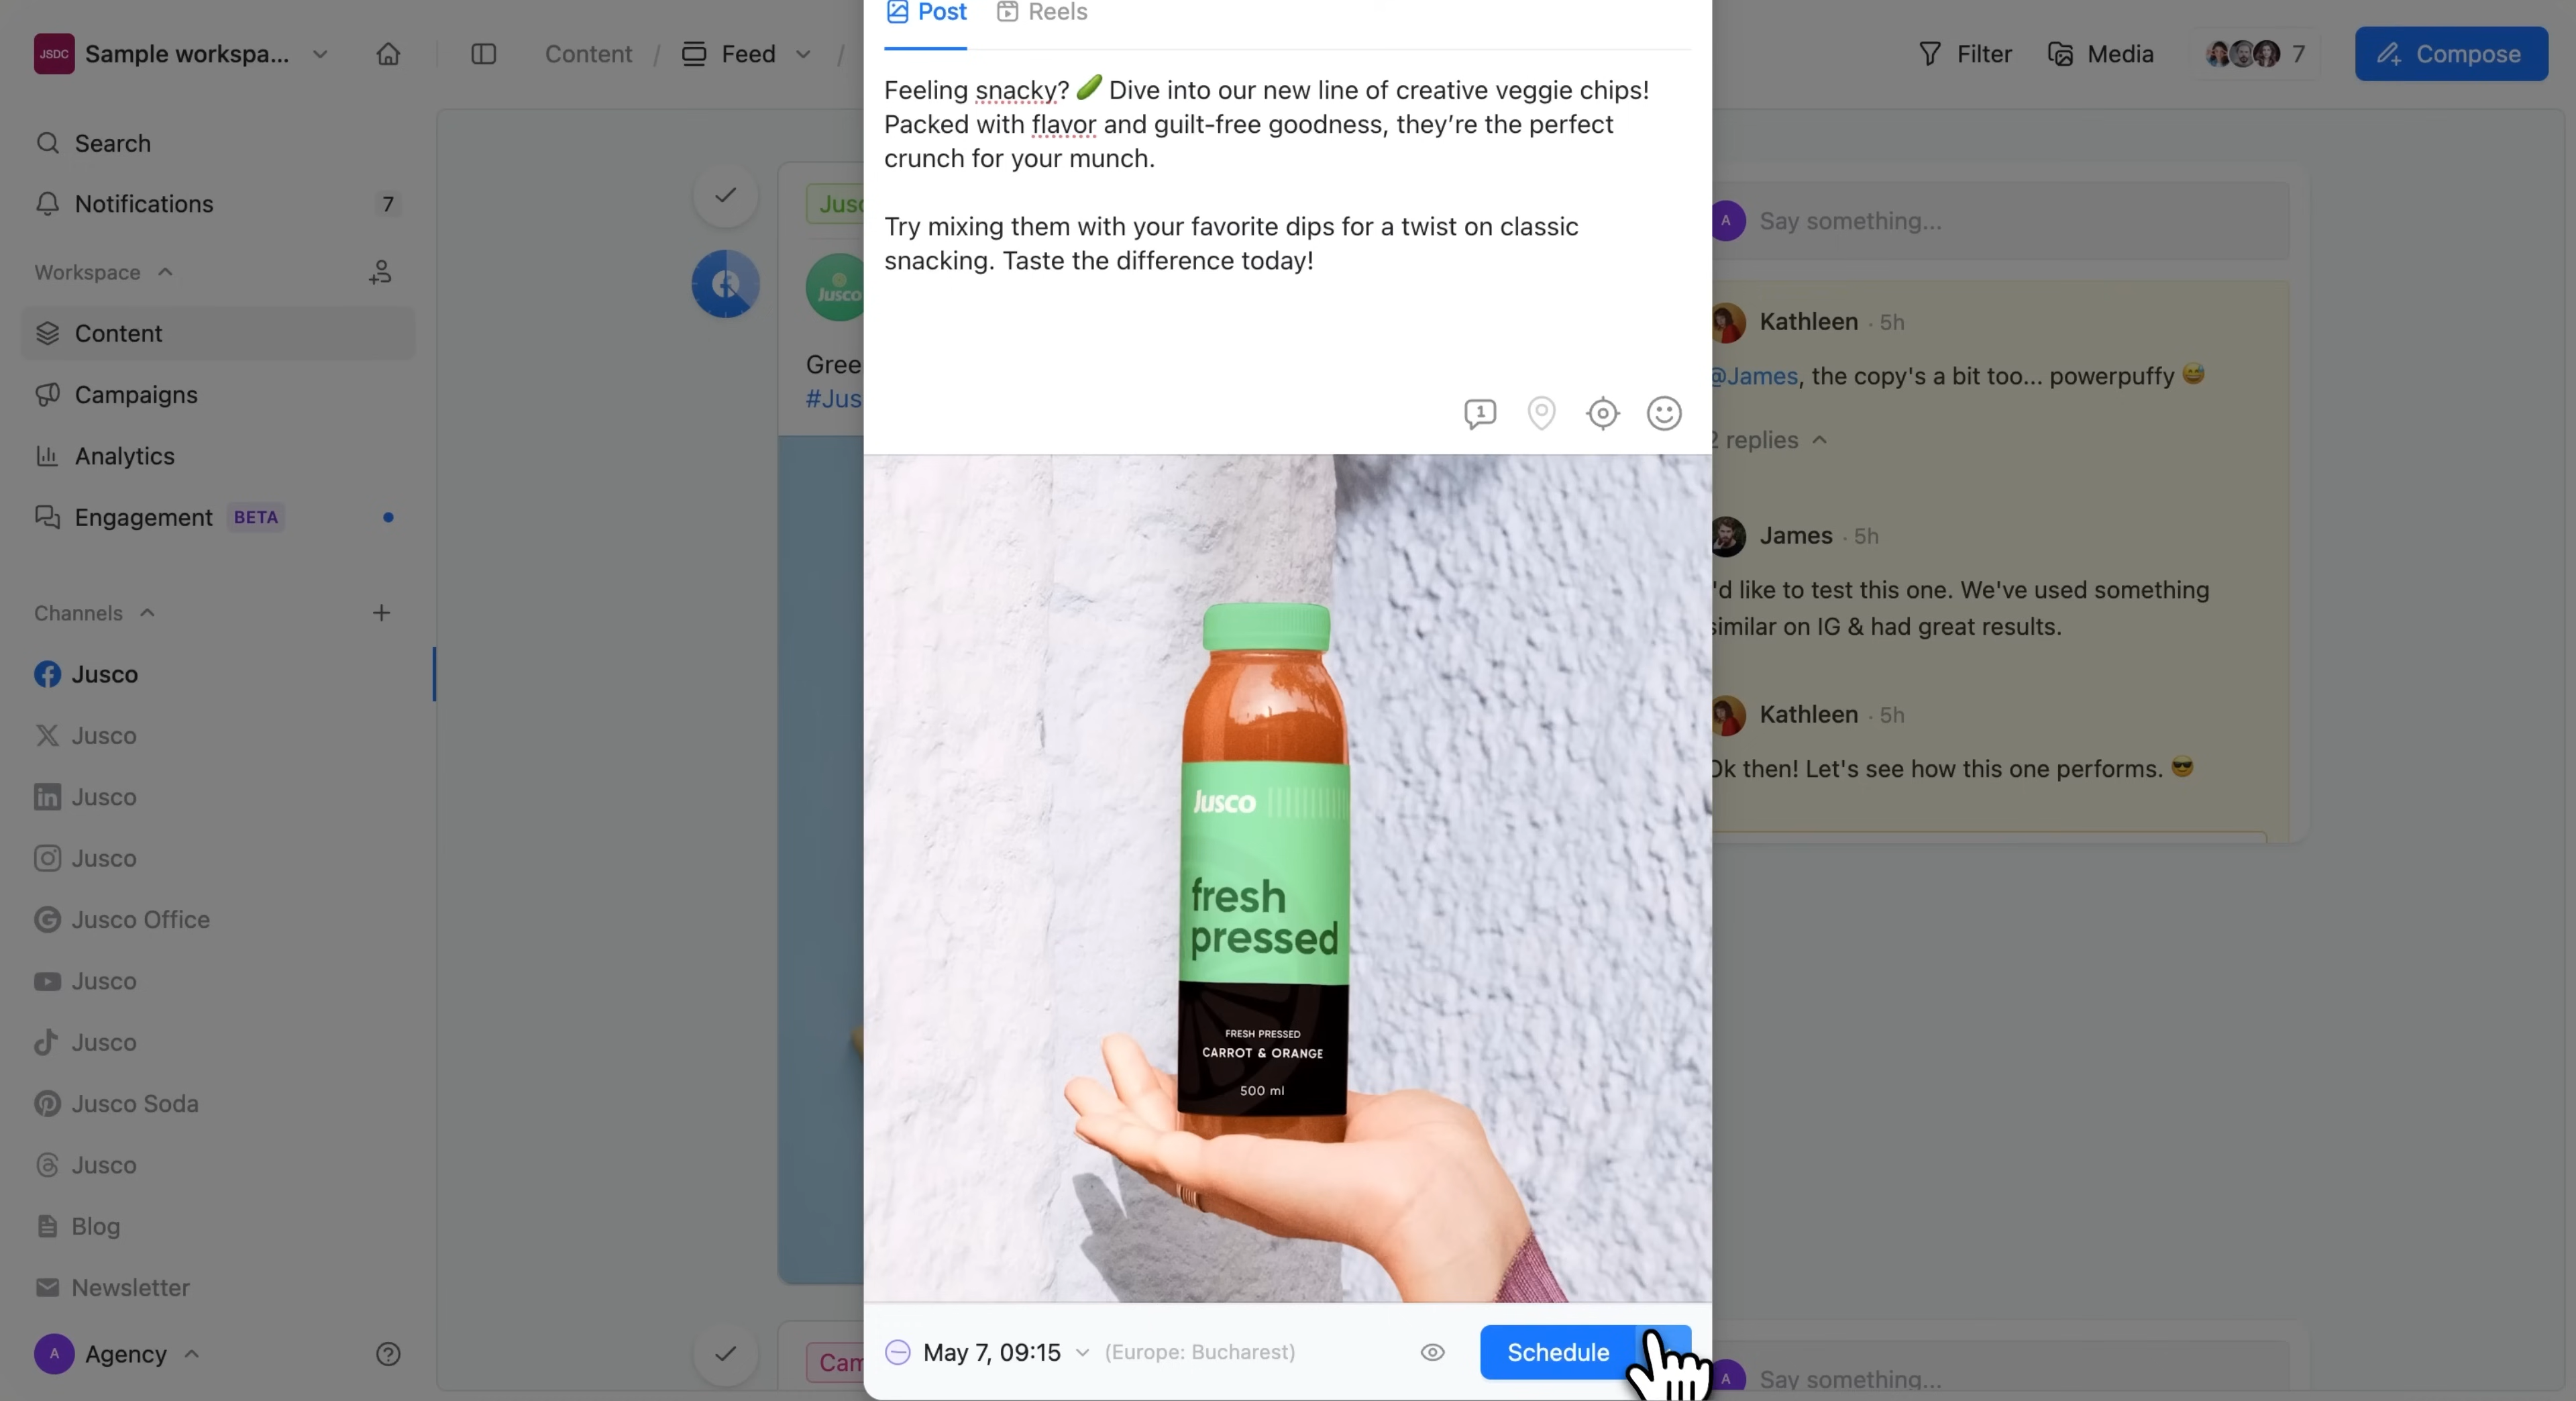 JSDC Sample workspa...
Content / Feed /
Filter
Media
7
Compose
Search
Notifications 7
Workspace
Content
Campaigns
Analytics
Engagement BETA
Channels
Jusco
Jusco
Jusco
Jusco
Jusco Office
Jusco
Jusco
Jusco Soda
Jusco
Blog
Newsletter
A Agency
Jusco
Gree
#Jus
Cam
Post Reels
Feeling snacky? 🥒 Dive into our new line of creative veggie chips!
Packed with flavor and guilt-free goodness, they’re the perfect
crunch for your munch.
Try mixing them with your favorite dips for a twist on classic
snacking. Taste the difference today!
1
Jusco
fresh
pressed
FRESH PRESSED
CARROT & ORANGE
500 ml
May 7, 09:15 (Europe: Bucharest)
Schedule
A Say something...
Kathleen · 5h
@James, the copy's a bit too... powerpuffy 😅
2 replies
James · 5h
'd like to test this one. We've used something
similar on IG & had great results.
Kathleen · 5h
Ok then! Let's see how this one performs. 😎
A Say something...